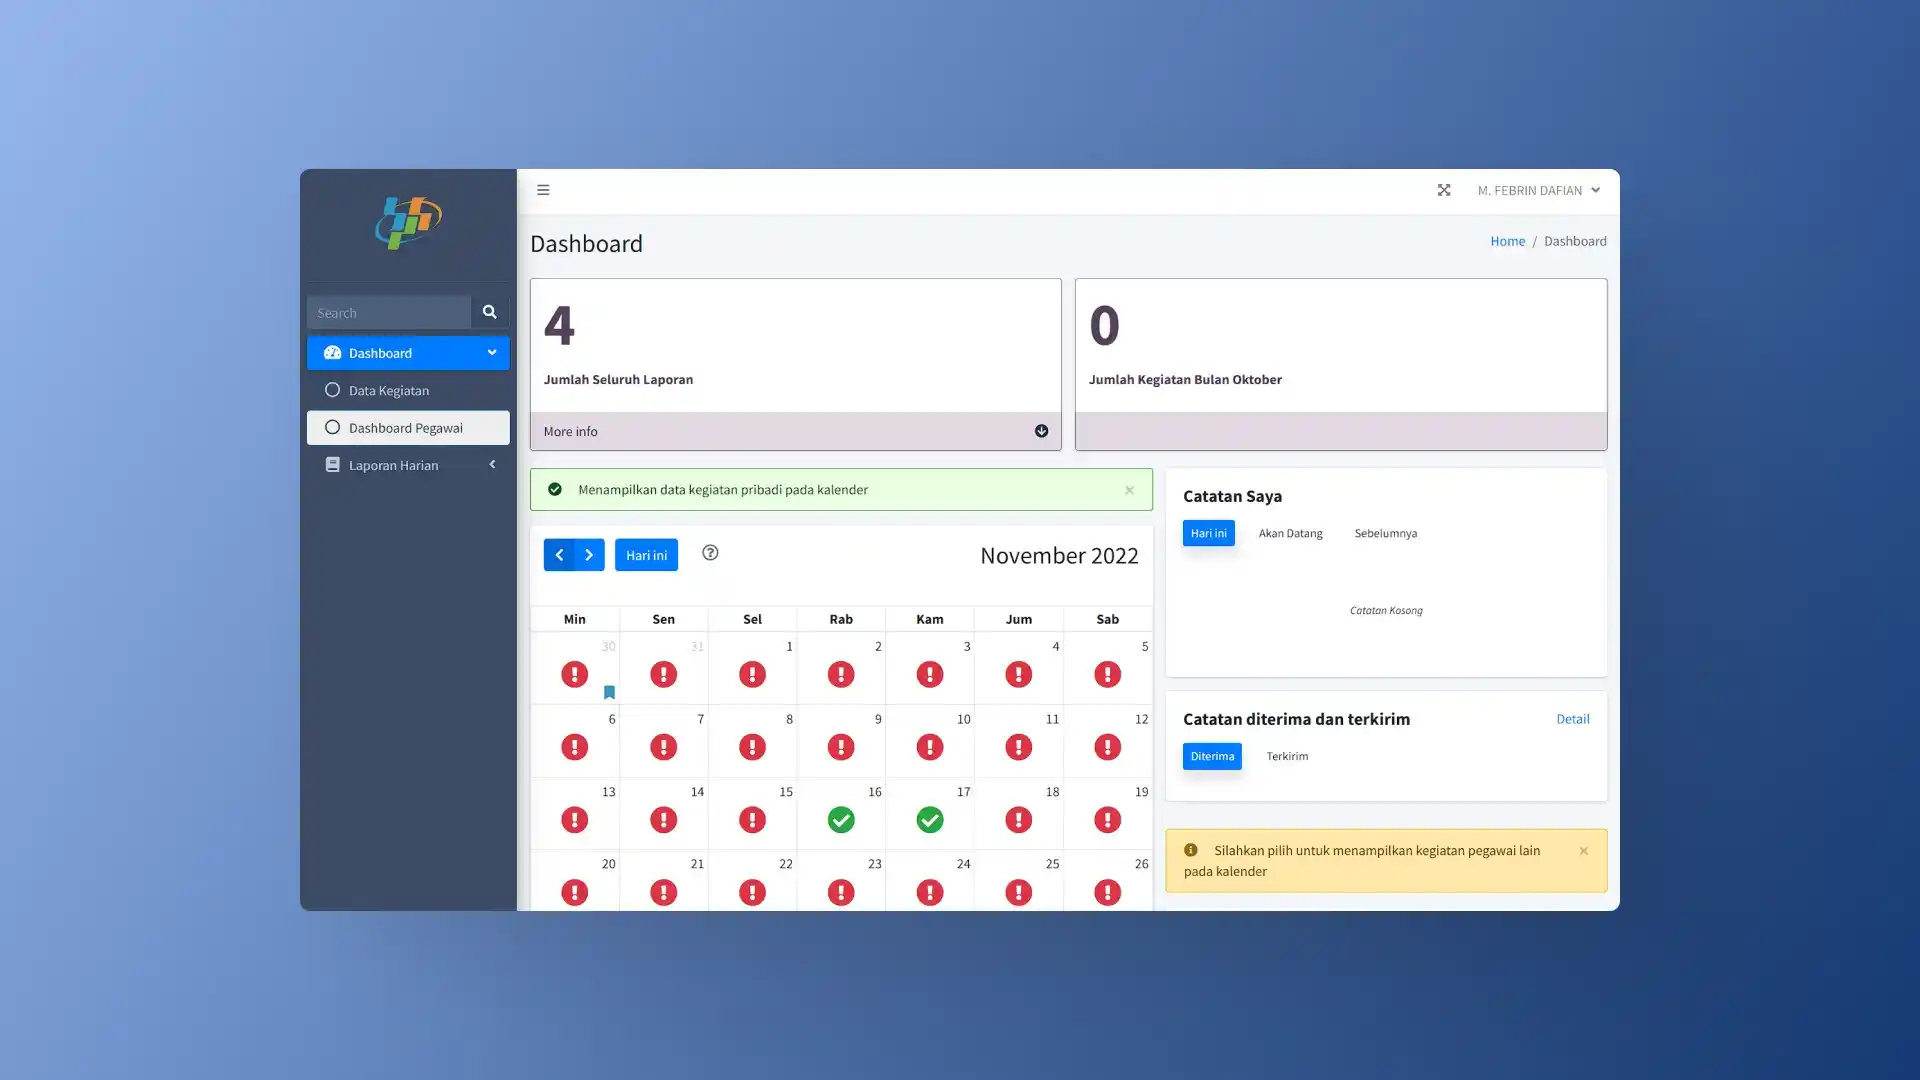 M. FEBRIN DAFIAN
Search
Dashboard
Data Kegiatan
Dashboard Pegawai
Laporan Harian
Dashboard
Home / Dashboard
4
Jumlah Seluruh Laporan
More info
0
Jumlah Kegiatan Bulan Oktober
Menampilkan data kegiatan pribadi pada kalender
Hari ini
November 2022
Min Sen Sel Rab Kam Jum Sab
30 31 1 2 3 4 5
6 7 8 9 10 11 12
13 14 15 16 17 18 19
20 21 22 23 24 25 26
Catatan Saya
Hari ini Akan Datang Sebelumnya
Catatan Kosong
Catatan diterima dan terkirim
Detail
Diterima Terkirim
Silahkan pilih untuk menampilkan kegiatan pegawai lain
pada kalender